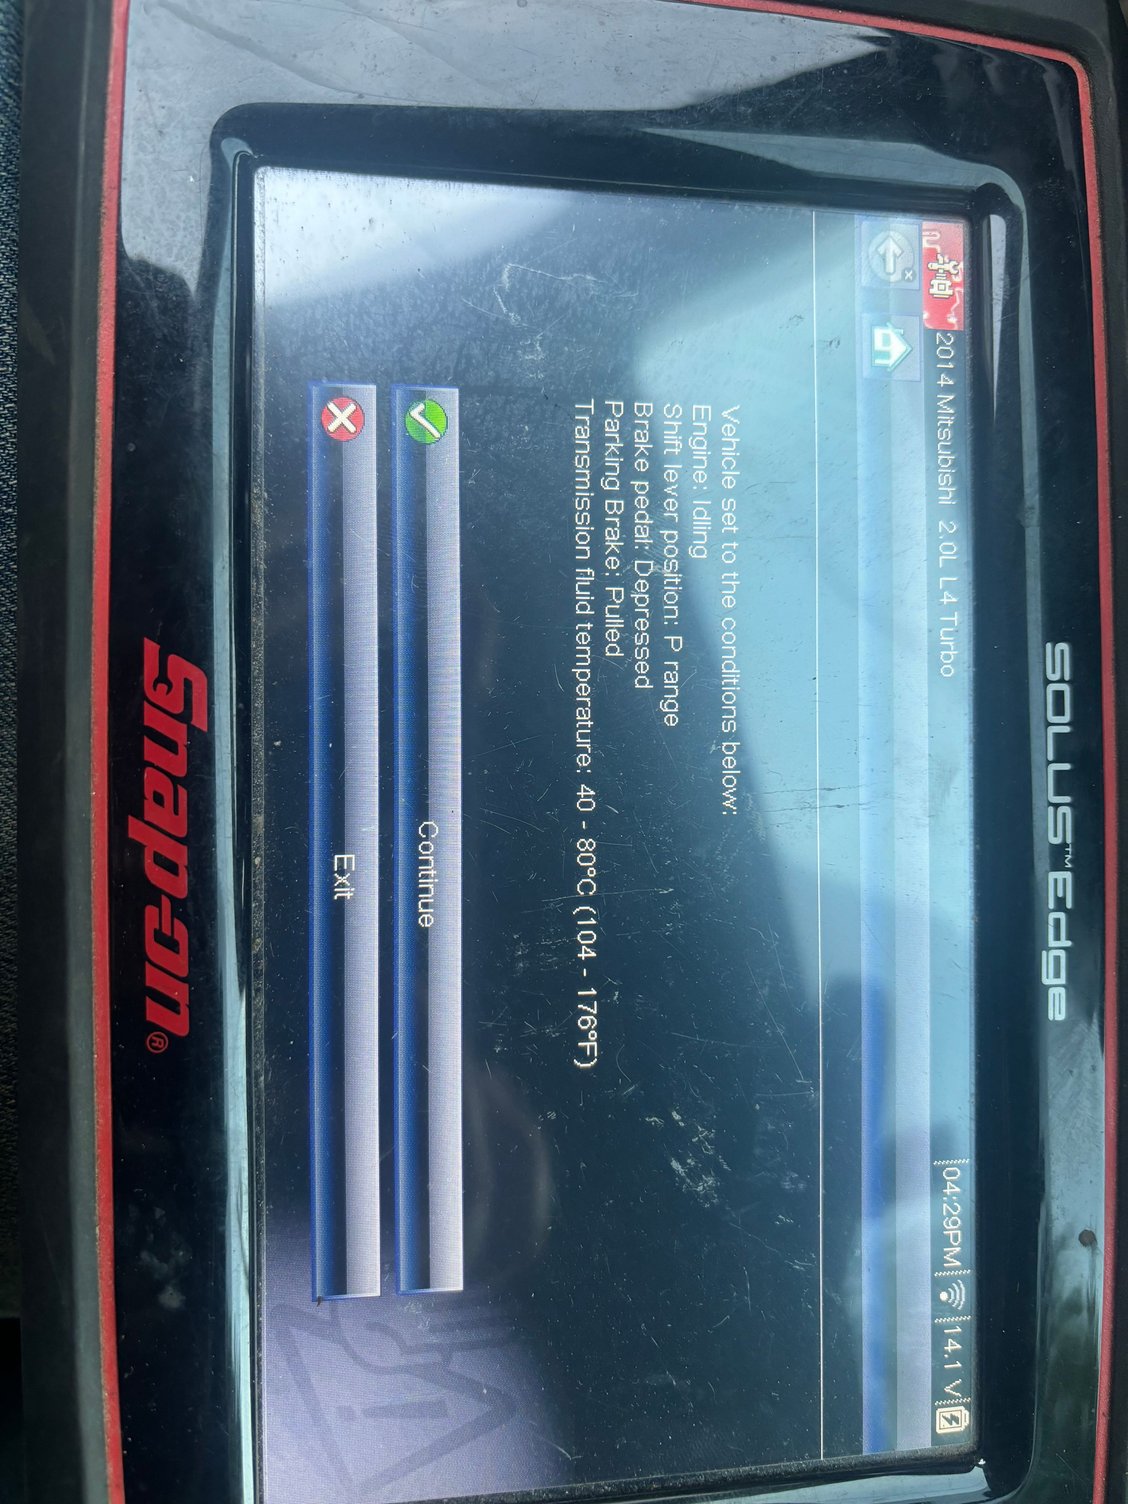 SOLUS™ Edge
2014 Mitsubishi 2.0L L4 Turbo
04:29PM
14.1 V
Vehicle set to the conditions below:
Engine: Idling
Shift lever position: P range
Brake pedal: Depressed
Parking Brake: Pulled
Transmission fluid temperature: 40 - 80°C (104 - 176°F)
Continue
Exit
Snap-on®